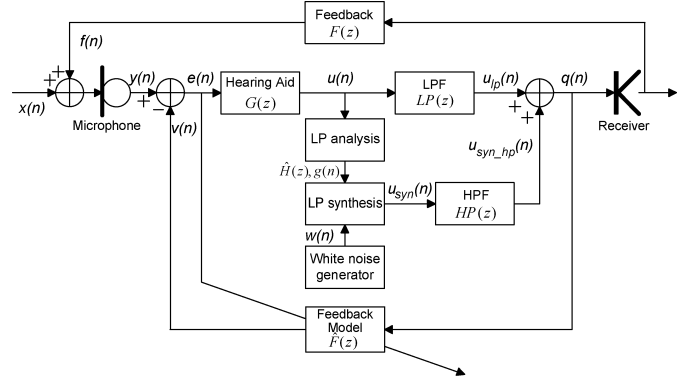 Feedback
F(z)
f(n)
+
+
x(n)
Microphone
y(n)
+
−
e(n)
v(n)
Hearing Aid
G(z)
u(n)
LPF
LP(z)
u_lp(n)
+
+
q(n)
Receiver
LP analysis
Ĥ(z), g(n)
u_syn_hp(n)
LP synthesis
u_syn(n)
HPF
HP(z)
w(n)
White noise
generator
Feedback
Model
F̂(z)